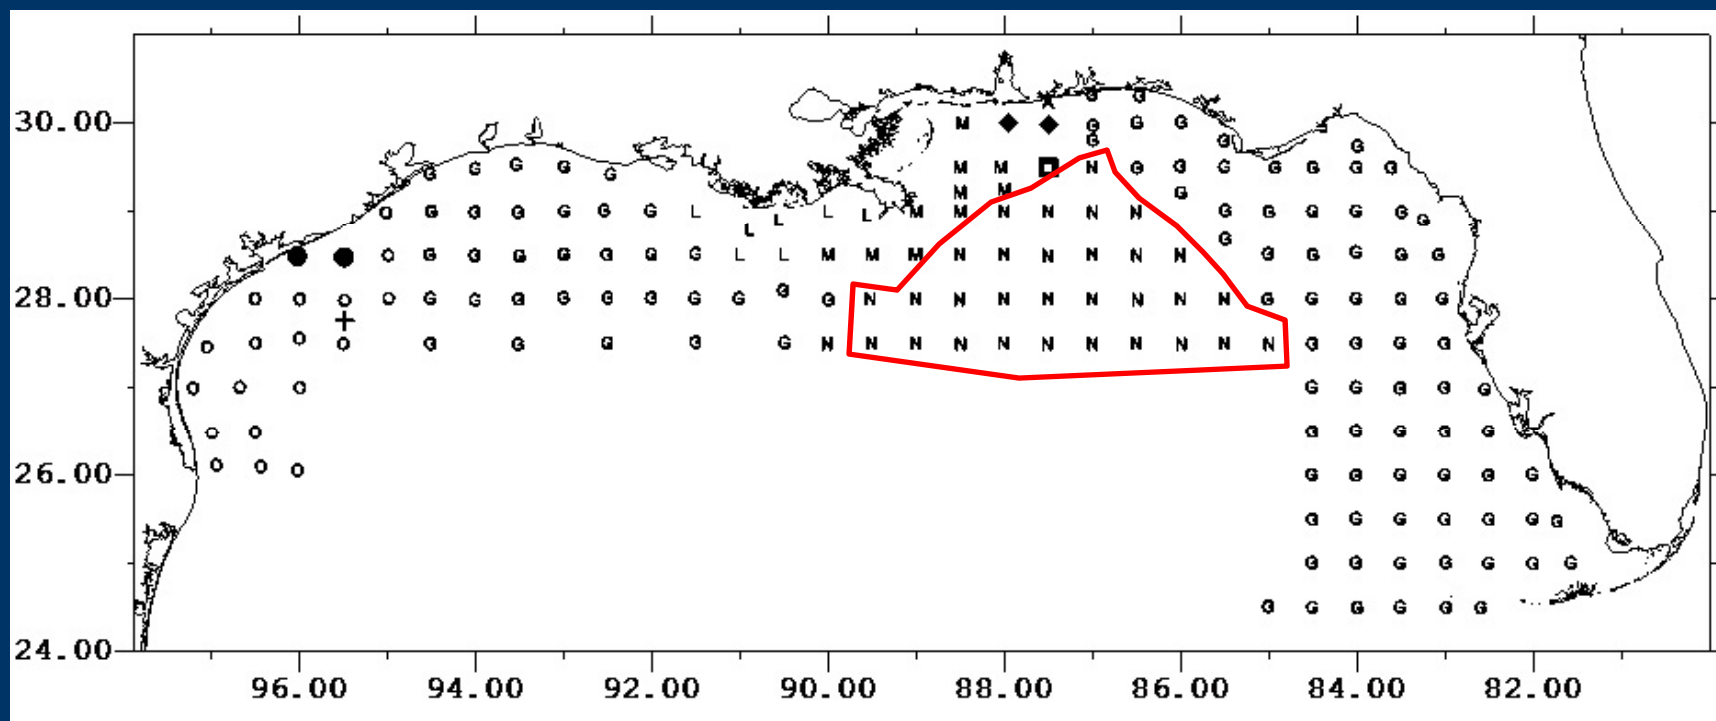 G G
30.00 M G G G
G G
G
G G G G G M M N G G G G G G G
M M G
O G G G G G G L L L L M M N N N N G G G G G G
L G
O G G G G G G G L L M M M N N N N N N G G G G G
G
28.00 O O O O G G G G G G G G G N N N N N N N N N G G G G G
+
O O O O G G G G G N N N N N N N N N N N G G G G
O O O G G G G G
O O G G G G G
26.00 O O O G G G G G G
G G G G G G G
G G G G G G G
G G G G G G
24.00
96.00 94.00 92.00 90.00 88.00 86.00 84.00 82.00